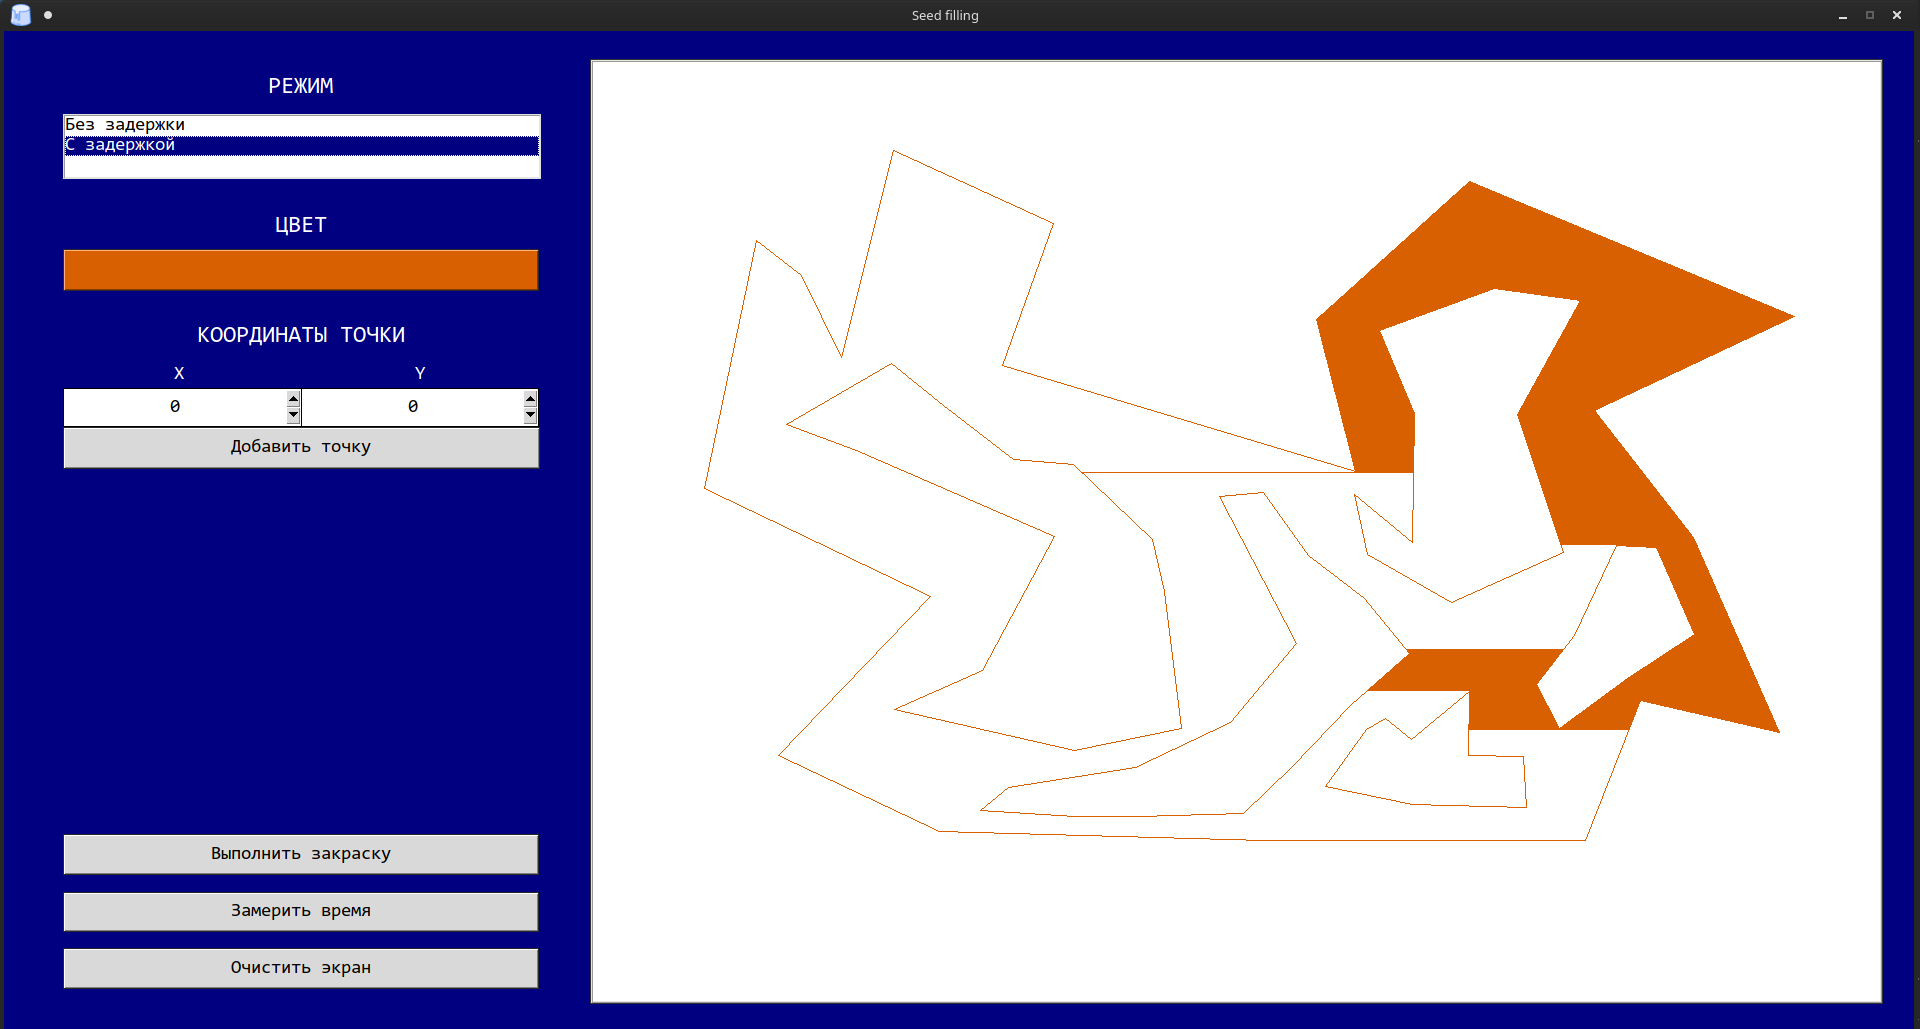 Seed filling
РЕЖИМ
Без задержки
С задержкой
ЦВЕТ
КООРДИНАТЫ ТОЧКИ
X Y
0 0
Добавить точку
Выполнить закраску
Замерить время
Очистить экран